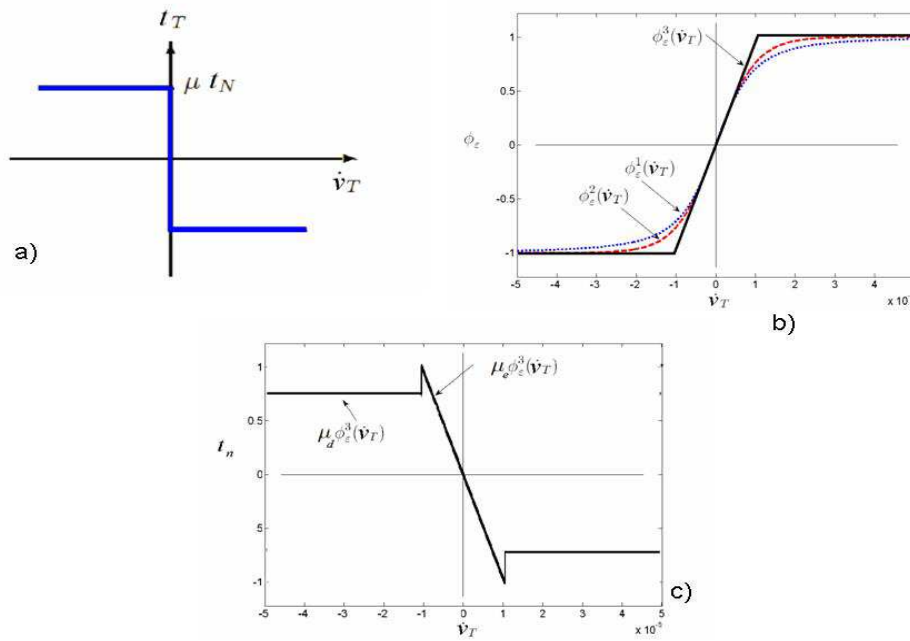 t_T
μ t_N
v̇_T
a)
1
0.5
0
-0.5
-1
ϕ_ε
ϕ_ε^3(v̇_T)
ϕ_ε^1(v̇_T)
ϕ_ε^2(v̇_T)
-5 -4 -3 -2 -1 0 1 2 3 4
v̇_T
x 10
b)
1
0.5
0
.5
-1
t_n
μ_e ϕ_ε^3(v̇_T)
μ_d ϕ_ε^3(v̇_T)
-5 -4 -3 -2 -1 0 1 2 3 4 5
v̇_T
x 10^-5
c)